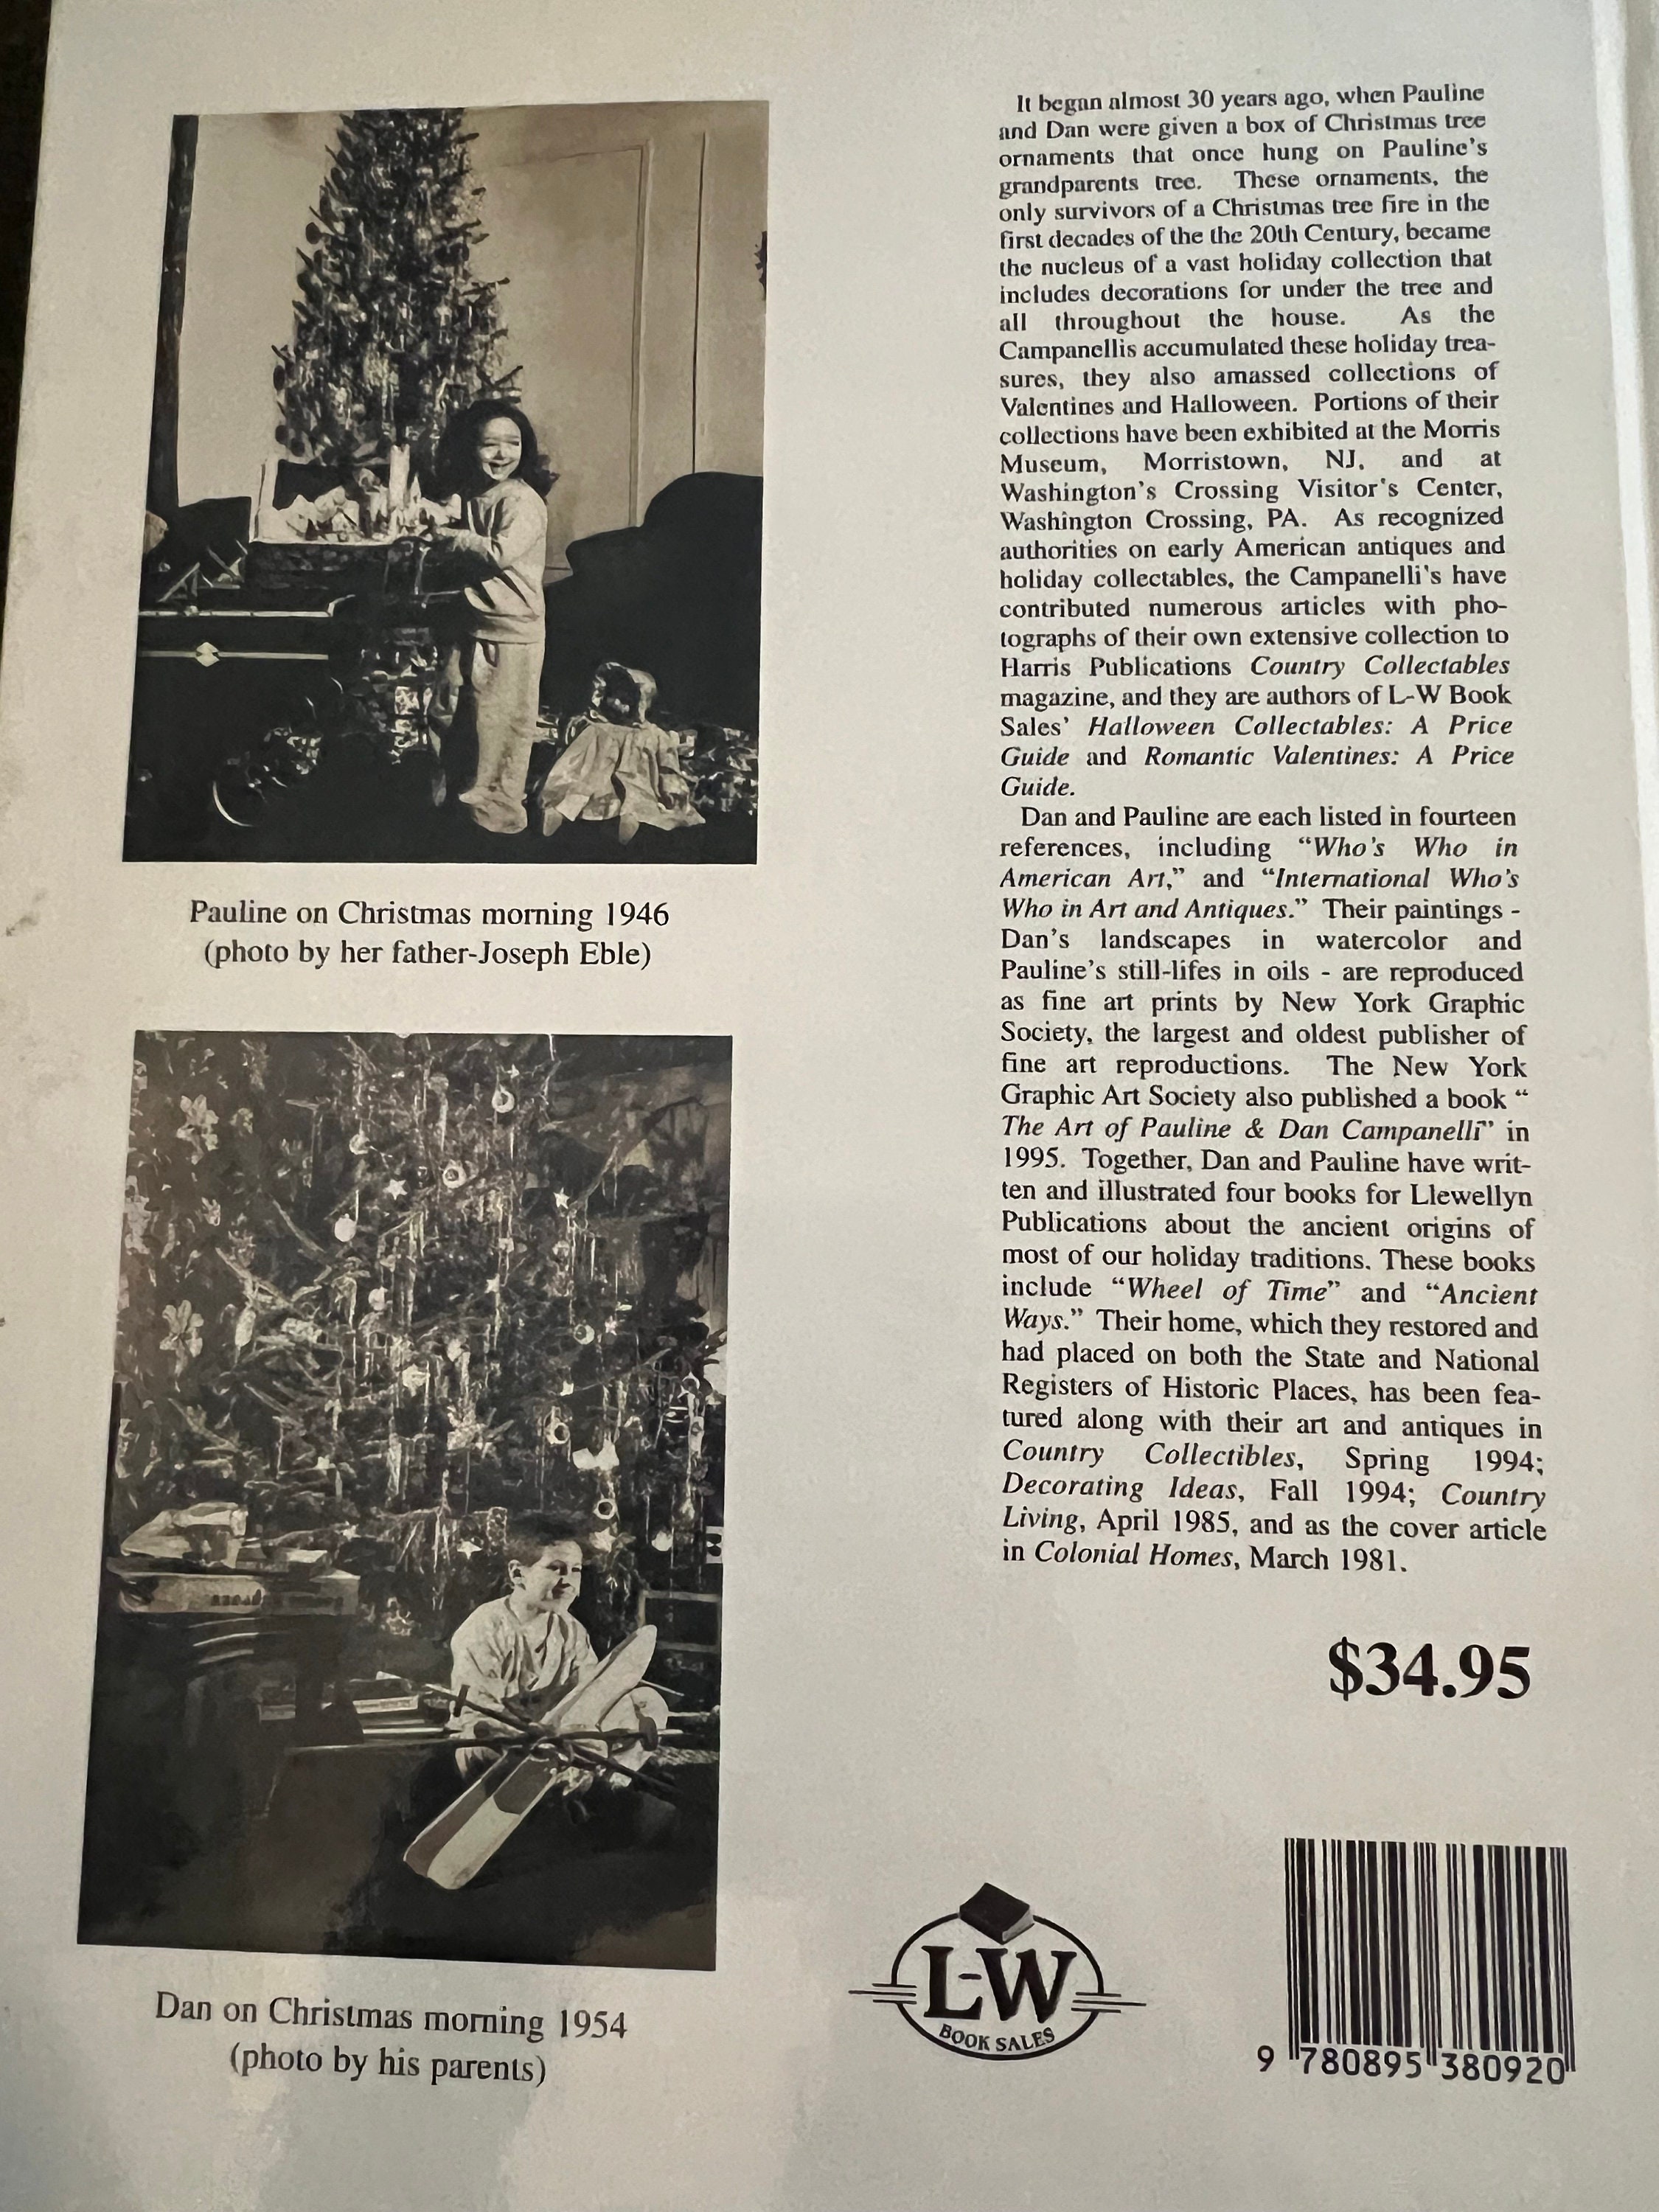 Pauline on Christmas morning 1946
(photo by her father-Joseph Eble)
Dan on Christmas morning 1954
(photo by his parents)
It began almost 30 years ago, when Pauline
and Dan were given a box of Christmas tree
ornaments that once hung on Pauline's
grandparents tree. These ornaments, the
only survivors of a Christmas tree fire in the
first decades of the the 20th Century, became
the nucleus of a vast holiday collection that
includes decorations for under the tree and
all throughout the house. As the
Campanellis accumulated these holiday trea-
sures, they also amassed collections of
Valentines and Halloween. Portions of their
collections have been exhibited at the Morris
Museum, Morristown, NJ, and at
Washington's Crossing Visitor's Center,
Washington Crossing, PA. As recognized
authorities on early American antiques and
holiday collectables, the Campanelli's have
contributed numerous articles with pho-
tographs of their own extensive collection to
Harris Publications Country Collectables
magazine, and they are authors of L-W Book
Sales' Halloween Collectables: A Price
Guide and Romantic Valentines: A Price
Guide.
Dan and Pauline are each listed in fourteen
references, including “Who's Who in
American Art,” and “International Who's
Who in Art and Antiques.” Their paintings -
Dan's landscapes in watercolor and
Pauline's still-lifes in oils - are reproduced
as fine art prints by New York Graphic
Society, the largest and oldest publisher of
fine art reproductions. The New York
Graphic Art Society also published a book “
The Art of Pauline & Dan Campanelli” in
1995. Together, Dan and Pauline have writ-
ten and illustrated four books for Llewellyn
Publications about the ancient origins of
most of our holiday traditions. These books
include “Wheel of Time” and “Ancient
Ways.” Their home, which they restored and
had placed on both the State and National
Registers of Historic Places, has been fea-
tured along with their art and antiques in
Country Collectibles, Spring 1994;
Decorating Ideas, Fall 1994; Country
Living, April 1985, and as the cover article
in Colonial Homes, March 1981.
$34.95
L-W
BOOK SALES
9 780895 380920